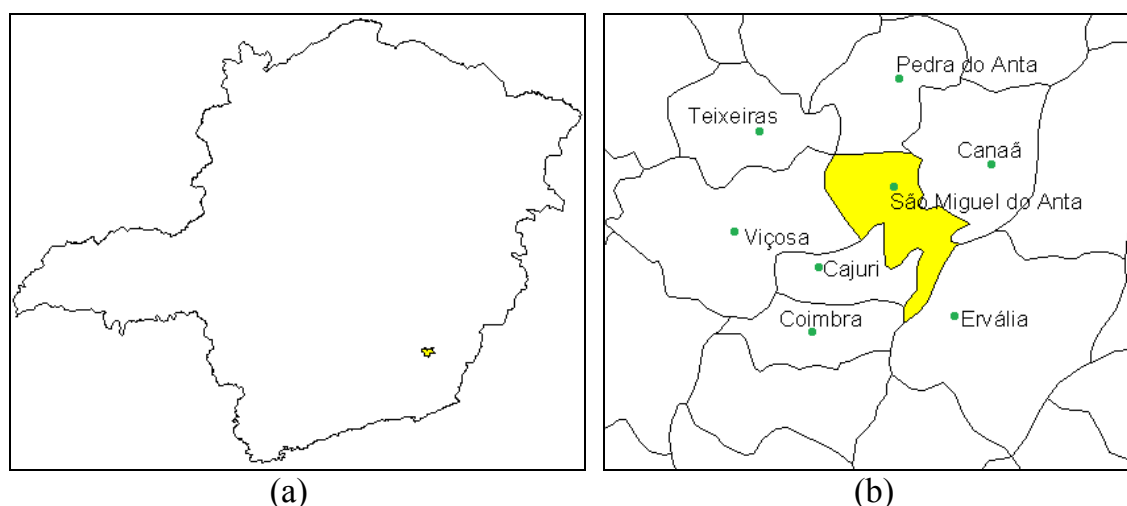 Pedra do Anta
Teixeiras
Canaã
São Miguel do Anta
Viçosa
Cajuri
Coimbra
Ervália
(a)
(b)